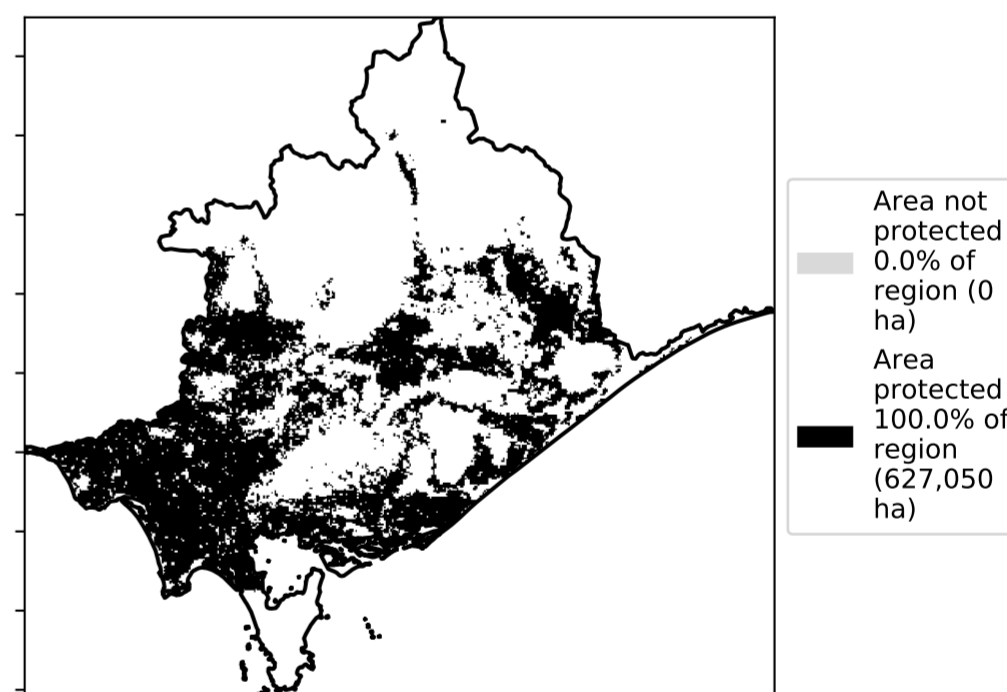 Area not
protected
0.0% of
region (0
ha)
Area
protected
100.0% of
region
(627,050
ha)